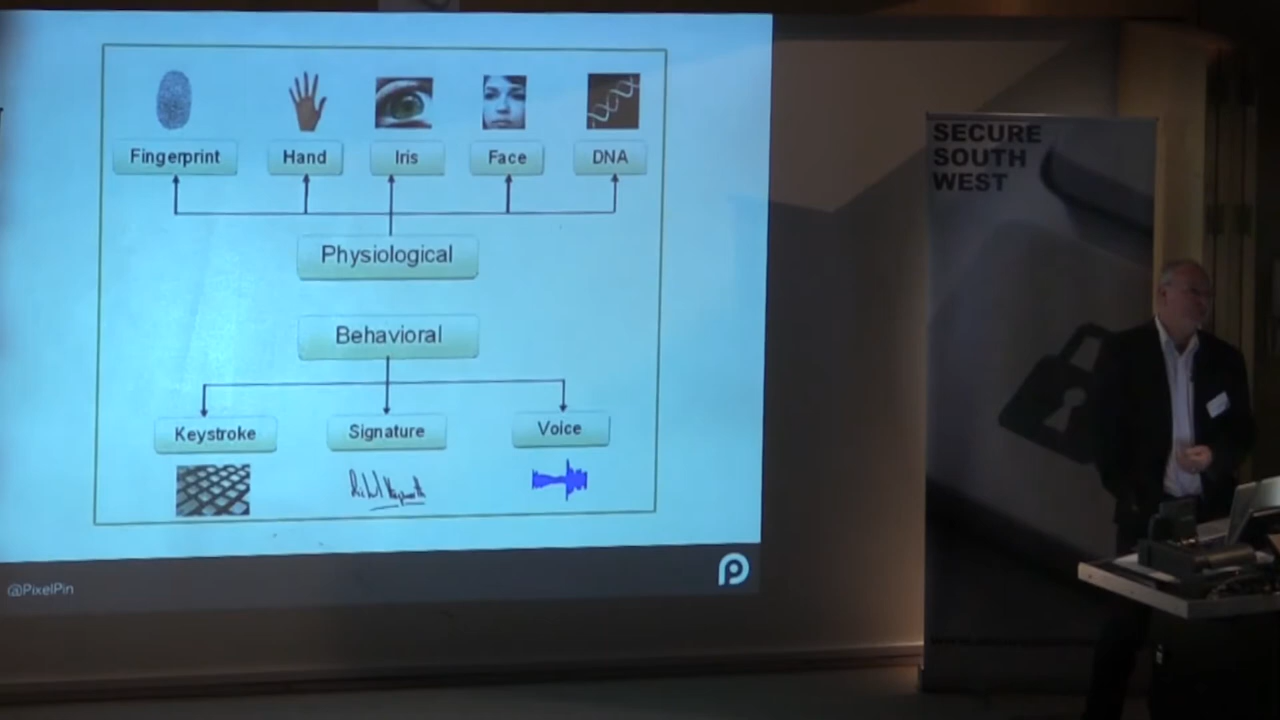 Fingerprint
Hand
Iris
Face
DNA
Physiological
Behavioral
Keystroke
Signature
Voice
@PixelPin
SECURE
SOUTH
WEST